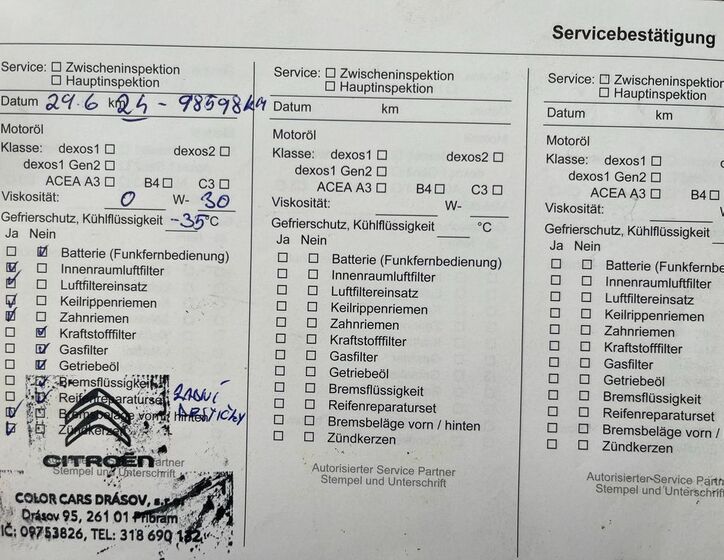 Servicebestätigung
Service: ☐ Zwischeninspektion
☐ Hauptinspektion
Datum 29.6 km 24 - 98598km
Motoröl
Klasse: dexos1 ☐ dexos2 ☐
dexos1 Gen2 ☐
ACEA A3 ☐ B4 ☐ C3 ☐
Viskosität: 0 W- 30
Gefrierschutz, Kühlflüssigkeit -35°C
Ja Nein
Batterie (Funkfernbedienung)
Innenraumluftfilter
Luftfiltereinsatz
Keilrippenriemen
Zahnriemen
Kraftstofffilter
Gasfilter
Getriebeöl
Bremsflüssigkeit
Reifenreparaturset ZADNÍ
Bremsbeläge vorn / hinten DESTIČKY
Zündkerzen
CITROËN Partner
Stempel und Unterschrift
COLOR CARS DRÁSOV, s.r.o
Drásov 95, 261 01 Příbram
IČ: 09753826, TEL: 318 690 132
Service: ☐ Zwischeninspektion
☐ Hauptinspektion
Datum km
Motoröl
Klasse: dexos1 ☐ dexos2 ☐
dexos1 Gen2 ☐
ACEA A3 ☐ B4 ☐ C3 ☐
Viskosität: W-
Gefrierschutz, Kühlflüssigkeit °C
Ja Nein
☐ ☐ Batterie (Funkfernbedienung)
☐ ☐ Innenraumluftfilter
☐ ☐ Luftfiltereinsatz
☐ ☐ Keilrippenriemen
☐ ☐ Zahnriemen
☐ ☐ Kraftstofffilter
☐ ☐ Gasfilter
☐ ☐ Getriebeöl
☐ ☐ Bremsflüssigkeit
☐ ☐ Reifenreparaturset
☐ ☐ Bremsbeläge vorn / hinten
☐ ☐ Zündkerzen
Autorisierter Service Partner
Stempel und Unterschrift
Service: ☐ Zwischeninspektion
☐ Hauptinspektion
Datum km
Motoröl
Klasse: dexos1 ☐
dexos1 Gen2 ☐
ACEA A3 ☐ B4 ☐
Viskosität: W-
Gefrierschutz, Kühlflüssigkeit
Ja Nein
☐ ☐ Batterie (Funkfernbe
☐ ☐ Innenraumluftfilter
☐ ☐ Luftfiltereinsatz
☐ ☐ Keilrippenriemen
☐ ☐ Zahnriemen
☐ ☐ Kraftstofffilter
☐ ☐ Gasfilter
☐ ☐ Getriebeöl
☐ ☐ Bremsflüssigkeit
☐ ☐ Reifenreparaturset
☐ ☐ Bremsbeläge vorn /
☐ ☐ Zündkerzen
Autorisierter Service Partn
Stempel und Unterschrift